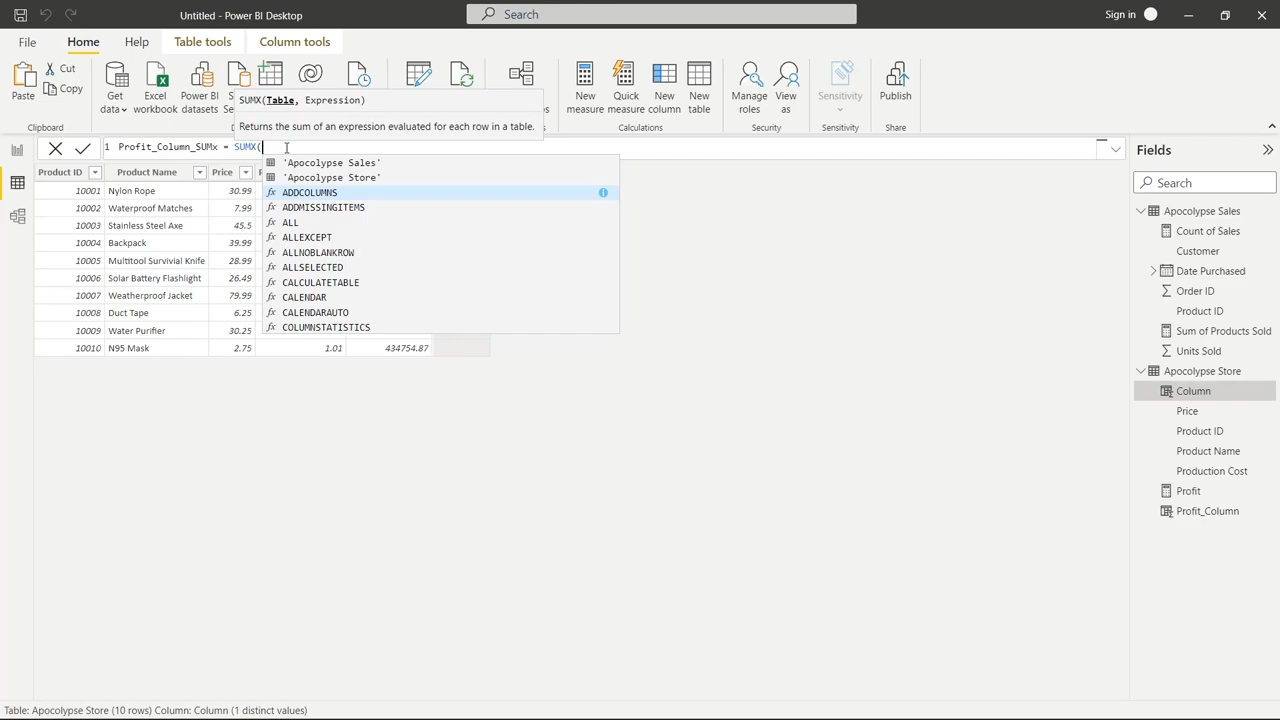 Untitled - Power BI Desktop
Search
Sign in
File
Home
Help
Table tools
Column tools
Paste
Cut
Copy
Get data
Excel workbook
Power BI datasets
New measure
Quick measure
New column
New table
Manage roles
View as
Sensitivity
Publish
Clipboard
Calculations
Security
Sensitivity
Share
SUMX(Table, Expression)
Returns the sum of an expression evaluated for each row in a table.
1 Profit_Column_SUMx = SUMX(
'Apocolypse Sales'
'Apocolypse Store'
ADDCOLUMNS
ADDMISSINGITEMS
ALL
ALLEXCEPT
ALLNOBLANKROW
ALLSELECTED
CALCULATETABLE
CALENDAR
CALENDARAUTO
COLUMNSTATISTICS
Product ID Product Name Price
10001 Nylon Rope 30.99
10002 Waterproof Matches 7.99
10003 Stainless Steel Axe 45.5
10004 Backpack 39.99
10005 Multitool Survivial Knife 28.99
10006 Solar Battery Flashlight 26.49
10007 Weatherproof Jacket 79.99
10008 Duct Tape 6.25
10009 Water Purifier 30.25
10010 N95 Mask 2.75 1.01 434754.87
Fields
Search
Apocolypse Sales
Count of Sales
Customer
Date Purchased
Order ID
Product ID
Sum of Products Sold
Units Sold
Apocolypse Store
Column
Price
Product ID
Product Name
Production Cost
Profit
Profit_Column
Table: Apocolypse Store (10 rows) Column: Column (1 distinct values)